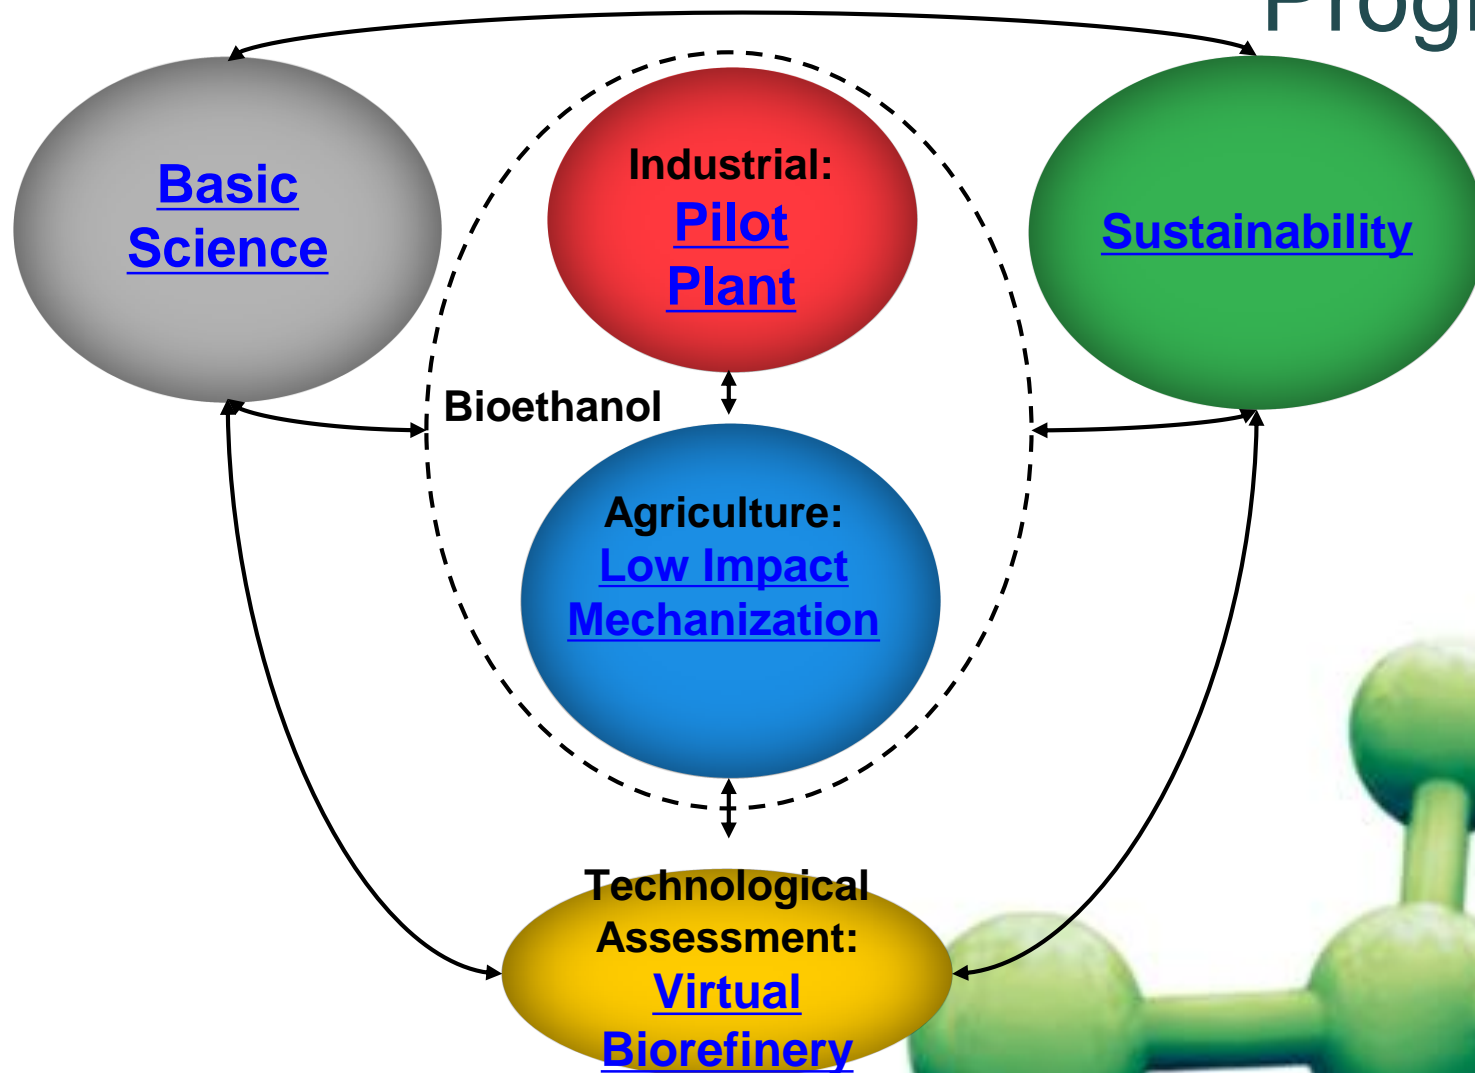 Basic
Science
Industrial:
Pilot
Plant
Sustainability
Bioethanol
Agriculture:
Low Impact
Mechanization
Technological
Assessment:
Virtual
Biorefinery